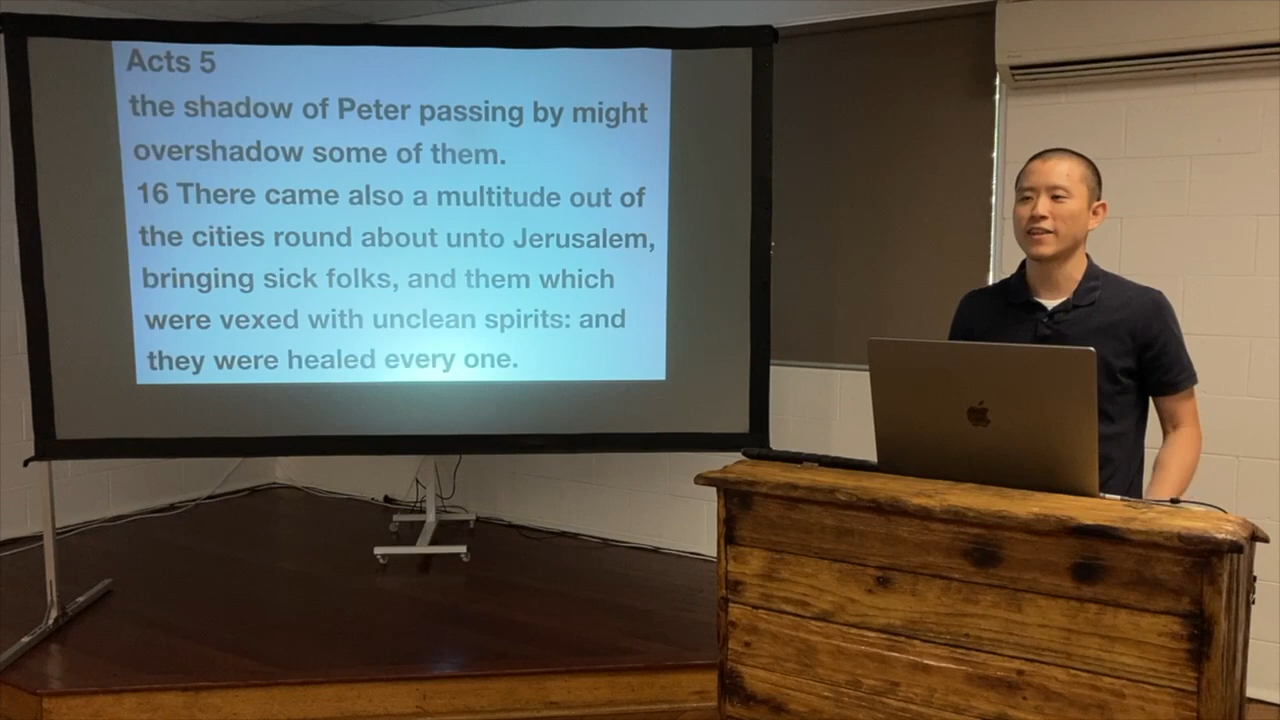 Acts 5
the shadow of Peter passing by might
overshadow some of them.
16 There came also a multitude out of
the cities round about unto Jerusalem,
bringing sick folks, and them which
were vexed with unclean spirits: and
they were healed every one.